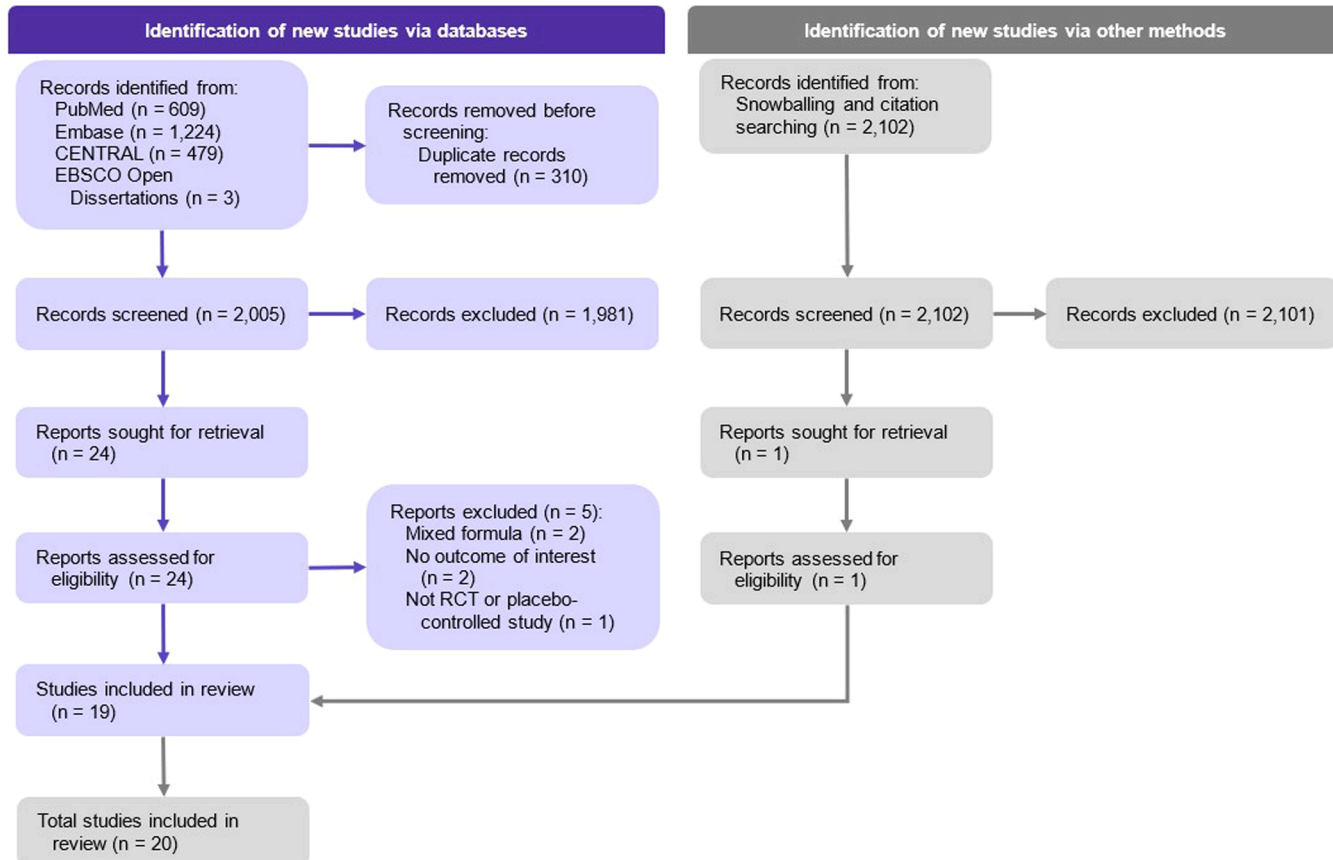 Identification of new studies via databases
Records identified from:
PubMed (n = 609)
Embase (n = 1,224)
CENTRAL (n = 479)
EBSCO Open
Dissertations (n = 3)
Records removed before
screening:
Duplicate records
removed (n = 310)
Records screened (n = 2,005)
Records excluded (n = 1,981)
Reports sought for retrieval
(n = 24)
Reports assessed for
eligibility (n = 24)
Reports excluded (n = 5):
Mixed formula (n = 2)
No outcome of interest
(n = 2)
Not RCT or placebo-
controlled study (n = 1)
Studies included in review
(n = 19)
Total studies included in
review (n = 20)
Identification of new studies via other methods
Records identified from:
Snowballing and citation
searching (n = 2,102)
Records screened (n = 2,102)
Records excluded (n = 2,101)
Reports sought for retrieval
(n = 1)
Reports assessed for
eligibility (n = 1)